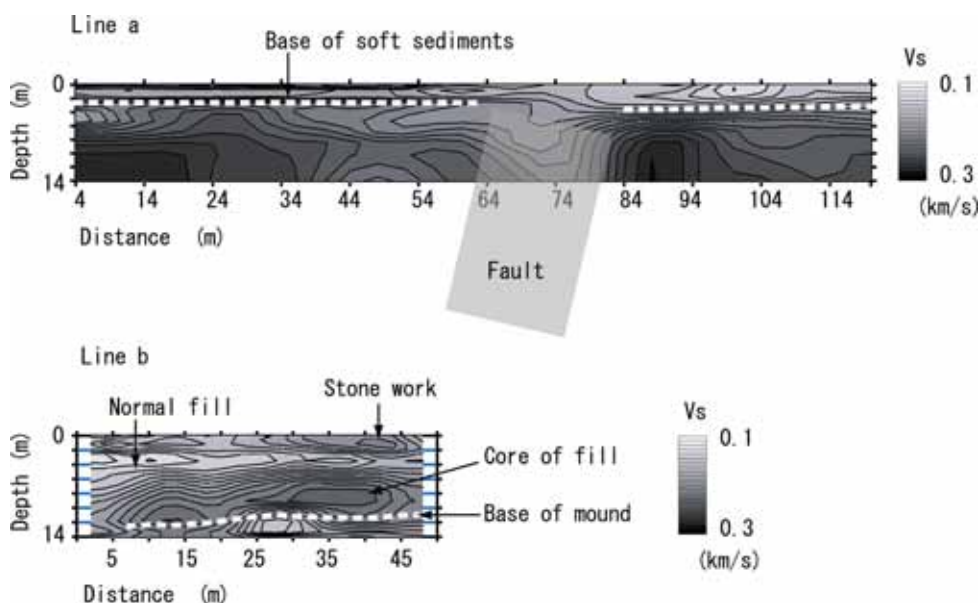 Line a
Base of soft sediments
Vs
0
0.1
Depth (m)
14
0.3
4 14 24 34 44 54 64 74 84 94 104 114
(km/s)
Distance (m)
Fault
Line b
Stone work
Normal fill
Vs
0
0.1
Core of fill
Depth (m)
Base of mound
14
0.3
5 15 25 35 45
(km/s)
Distance (m)